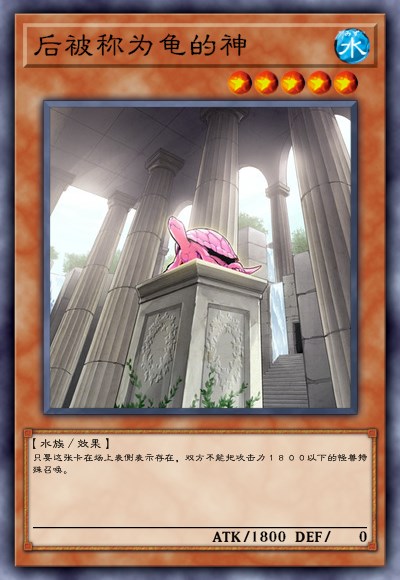 后被称为龟的神
水
【水族／效果】
只要这张卡在场上表侧表示存在，双方不能把攻击力１８００以下的怪兽特
殊召唤。
ATK/1800 DEF/ 0